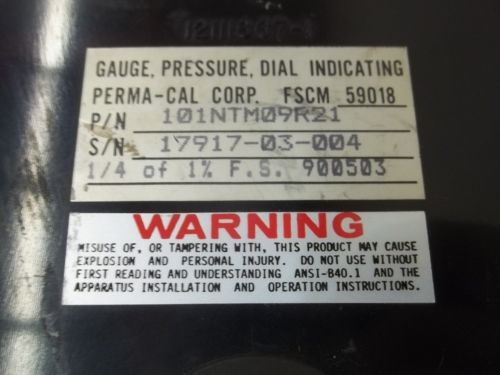 GAUGE, PRESSURE, DIAL INDICATING
PERMA-CAL CORP. FSCM 59018
P/N 101NTM09R21
S/N 17917-03-004
1/4 of 1% F.S. 900503
WARNING
MISUSE OF, OR TAMPERING WITH, THIS PRODUCT MAY CAUSE
EXPLOSION AND PERSONAL INJURY. DO NOT USE WITHOUT
FIRST READING AND UNDERSTANDING ANSI-B40.1 AND THE
APPARATUS INSTALLATION AND OPERATION INSTRUCTIONS.